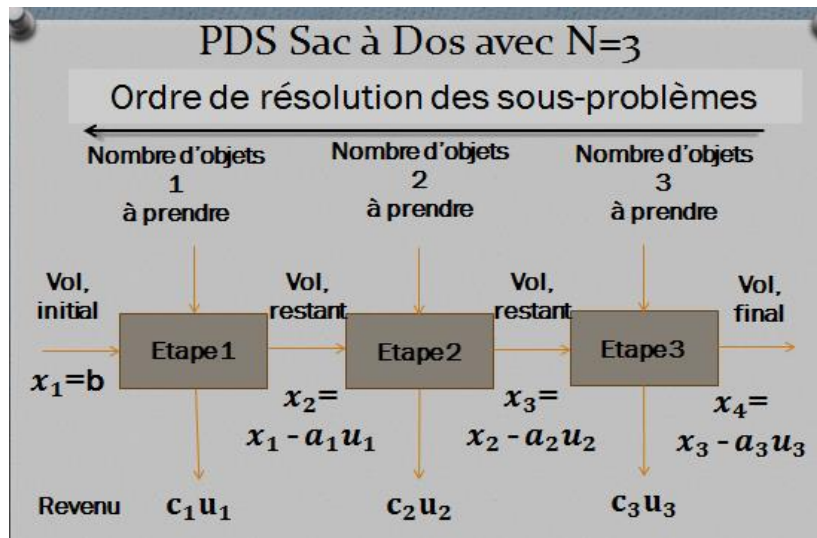 PDS Sac à Dos avec N=3
Ordre de résolution des sous-problèmes
Nombre d'objets
1
à prendre
Nombre d'objets
2
à prendre
Nombre d'objets
3
à prendre
Vol,
initial
Vol,
restant
Vol,
restant
Vol,
final
Etape1
Etape2
Etape3
x₁=b
x₂=
x₁ - a₁u₁
x₃=
x₂ - a₂u₂
x₄=
x₃ - a₃u₃
Revenu
c₁u₁
c₂u₂
c₃u₃